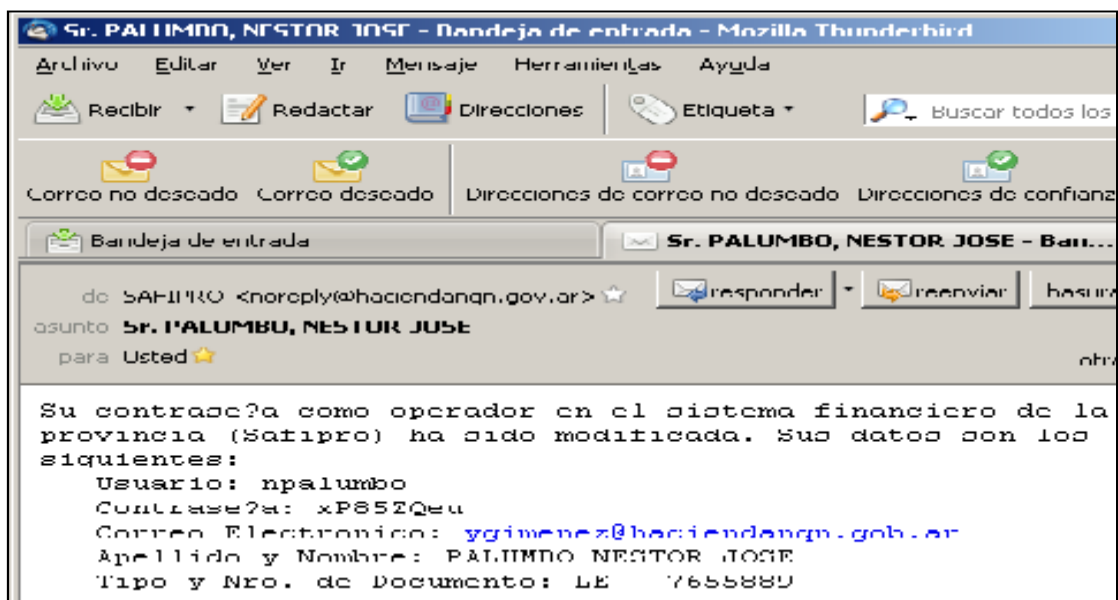 Sr. PALUMBO, NESTOR JOSE - Bandeja de entrada - Mozilla Thunderbird
Archivo Editar Ver Ir Mensaje Herramientas Ayuda
Recibir Redactar Direcciones Etiqueta Buscar todos los
Correo no deseado Correo deseado Direcciones de correo no deseado Direcciones de confianza
Bandeja de entrada Sr. PALUMBO, NESTOR JOSE - Ban...
de SAFIPRO <noreply@haciendanqn.gov.ar> responder reenviar basura
asunto Sr. PALUMBO, NESTOR JOSE
para Usted otra
Su contrase?a como operador en el sistema financiero de la
provincia (Safipro) ha sido modificada. Sus datos son los
siguientes:
Usuario: npalumbo
Contrase?a:
Correo Electronico: ygimenez@haciendanqn.gob.ar
Apellido y Nombre: PALUMBO NESTOR JOSE
Tipo y Nro. de Documento: LE 7655889